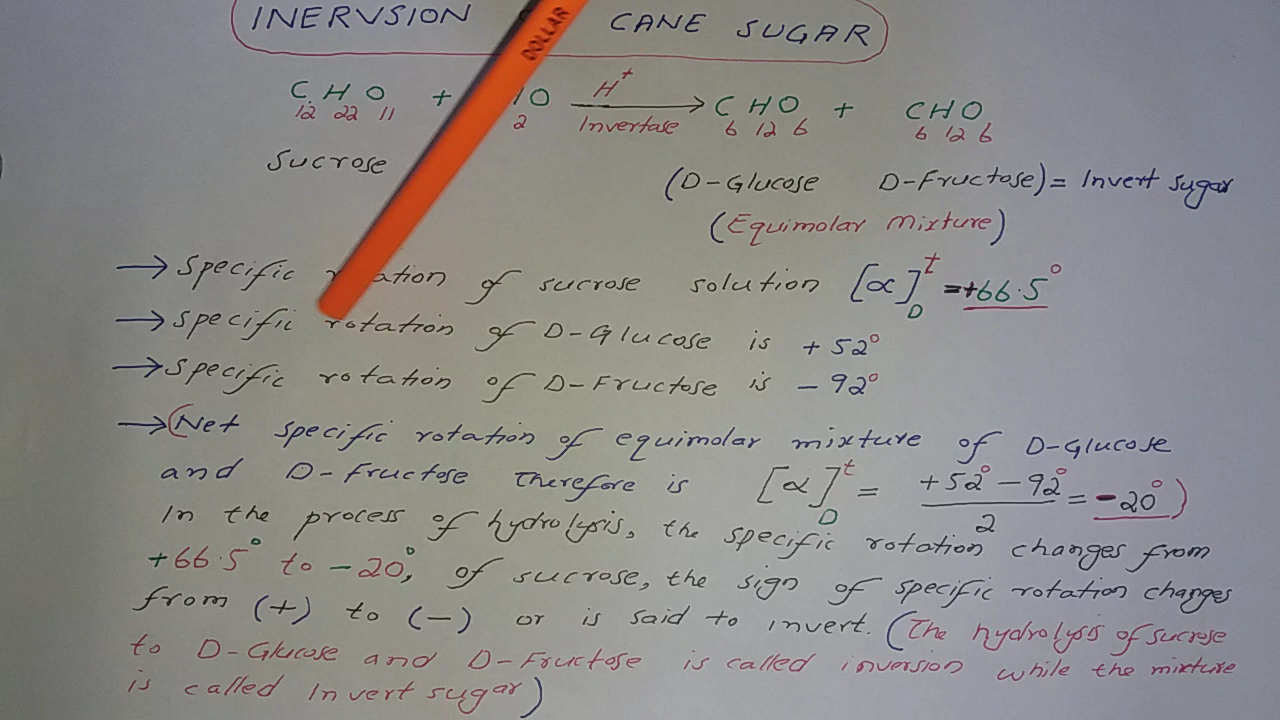 INERVSION CANE SUGAR
C₁₂H₂₂O₁₁ + ₂O H⁺ → C₆H₁₂O₆ + C₆H₁₂O₆
Invertase
Sucrose
(D-Glucose D-Fructose) = Invert sugar
(Equimolar Mixture)
→ Specific of sucrose solution [α]ᵗD = +66.5°
→ Specific rotation of D-Glucose is +52°
→ Specific rotation of D-Fructose is -92°
→ (Net specific rotation of equimolar mixture of D-Glucose
and D-Fructose Therefore is [α]ᵗD = +52° - 92° / 2 = -20°)
In the process of hydrolysis, the specific rotation changes from
+66.5° to -20°, of sucrose, the sign of specific rotation changes
from (+) to (-) or is said to invert. (The hydrolysis of sucrose
to D-Glucose and D-Fructose is called inversion while the mixture
is called Invert sugar)
DOLLAR